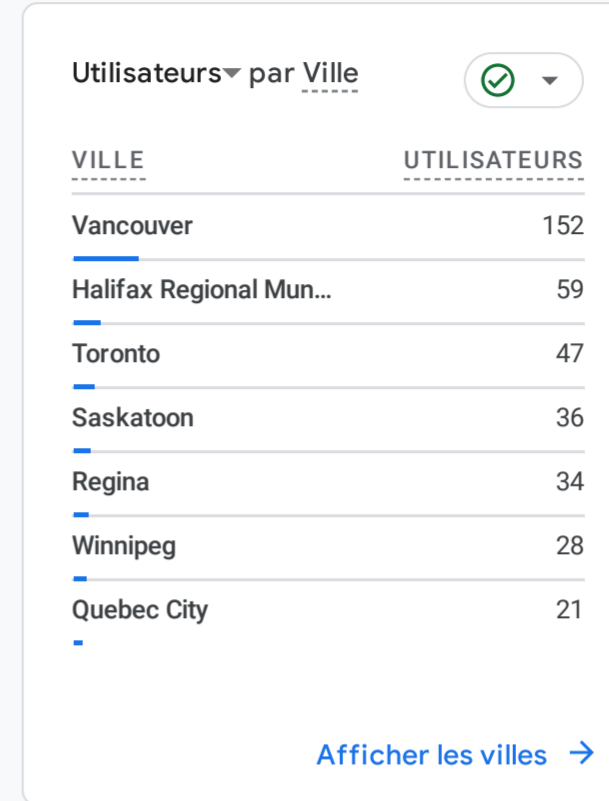 Utilisateurs par Ville
VILLE UTILISATEURS
Vancouver 152
Halifax Regional Mun...
59
Toronto 47
Saskatoon 36
Regina 34
Winnipeg 28
Quebec City 21
Afficher les villes